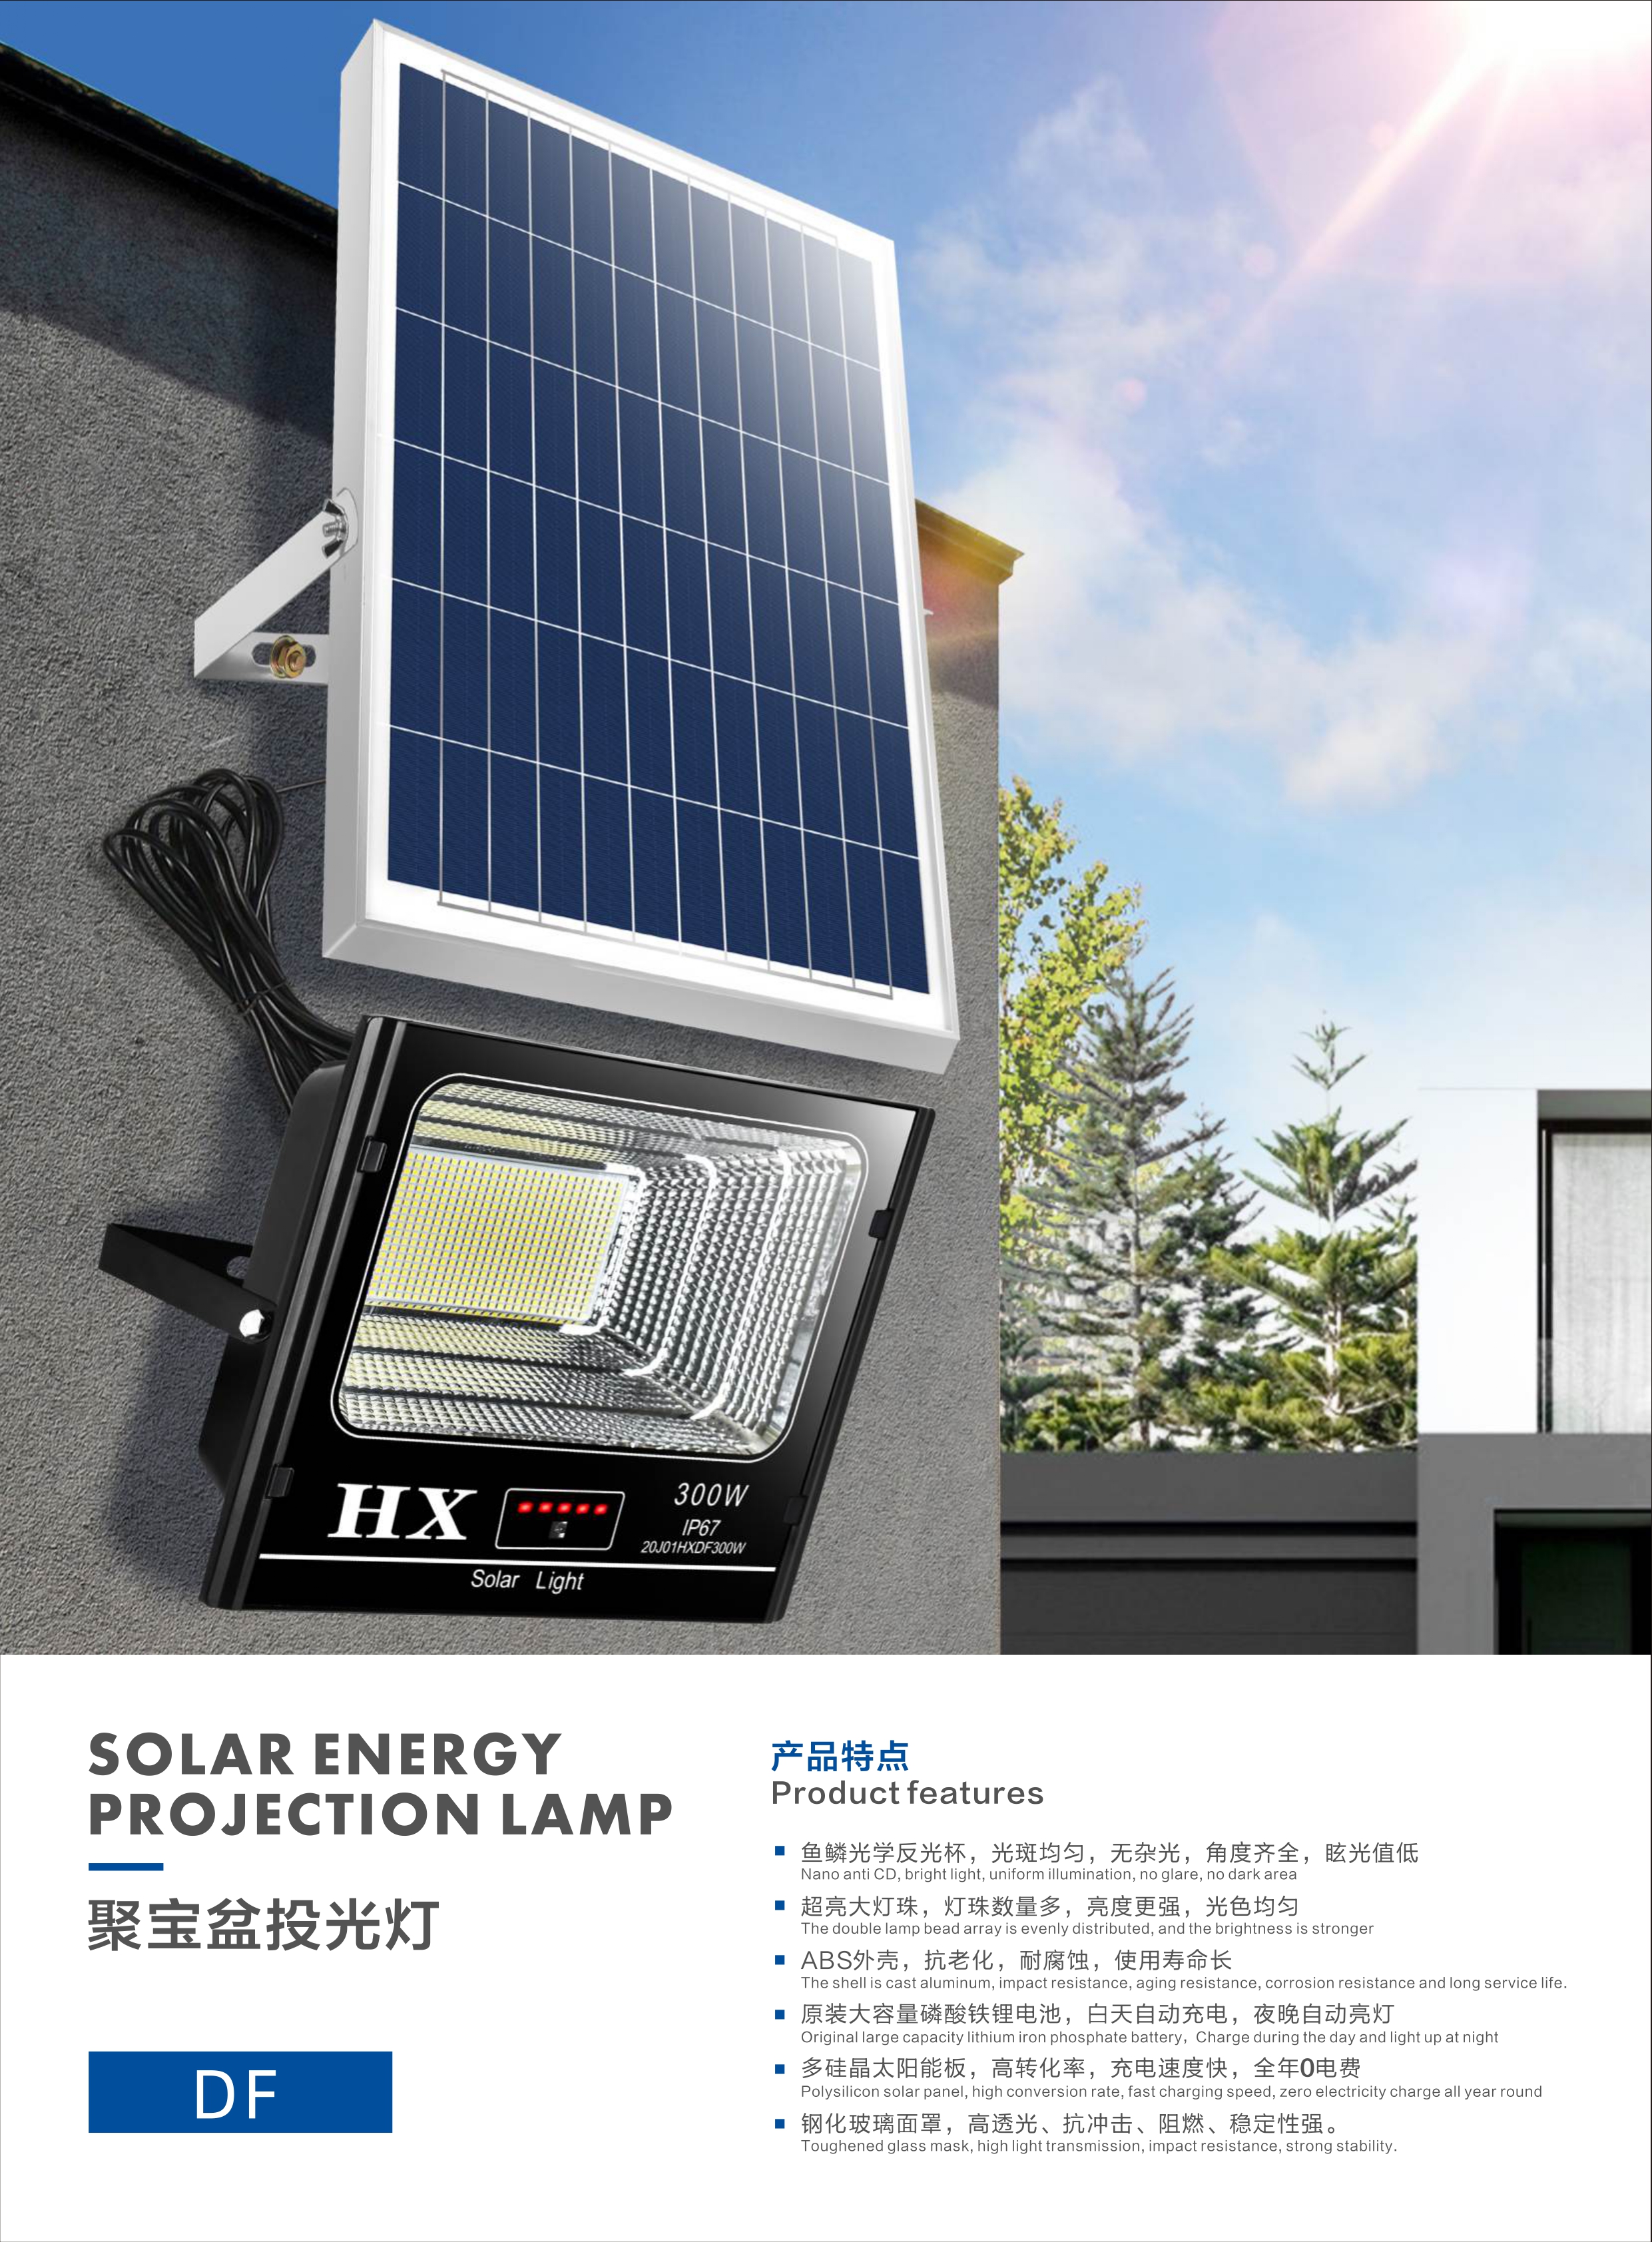 HX
300W
IP67
20J01HXDF300W
Solar Light
SOLAR ENERGY
PROJECTION LAMP
聚宝盆投光灯
DF
产品特点
Product features
鱼鳞光学反光杯，光斑均匀，无杂光，角度齐全，眩光值低
Nano anti CD, bright light, uniform illumination, no glare, no dark area
超亮大灯珠，灯珠数量多，亮度更强，光色均匀
The double lamp bead array is evenly distributed, and the brightness is stronger
ABS外壳，抗老化，耐腐蚀，使用寿命长
The shell is cast aluminum, impact resistance, aging resistance, corrosion resistance and long service life.
原装大容量磷酸铁锂电池，白天自动充电，夜晚自动亮灯
Original large capacity lithium iron phosphate battery，Charge during the day and light up at night
多硅晶太阳能板，高转化率，充电速度快，全年0电费
Polysilicon solar panel, high conversion rate, fast charging speed, zero electricity charge all year round
钢化玻璃面罩，高透光、抗冲击、阻燃、稳定性强。
Toughened glass mask, high light transmission, impact resistance, strong stability.